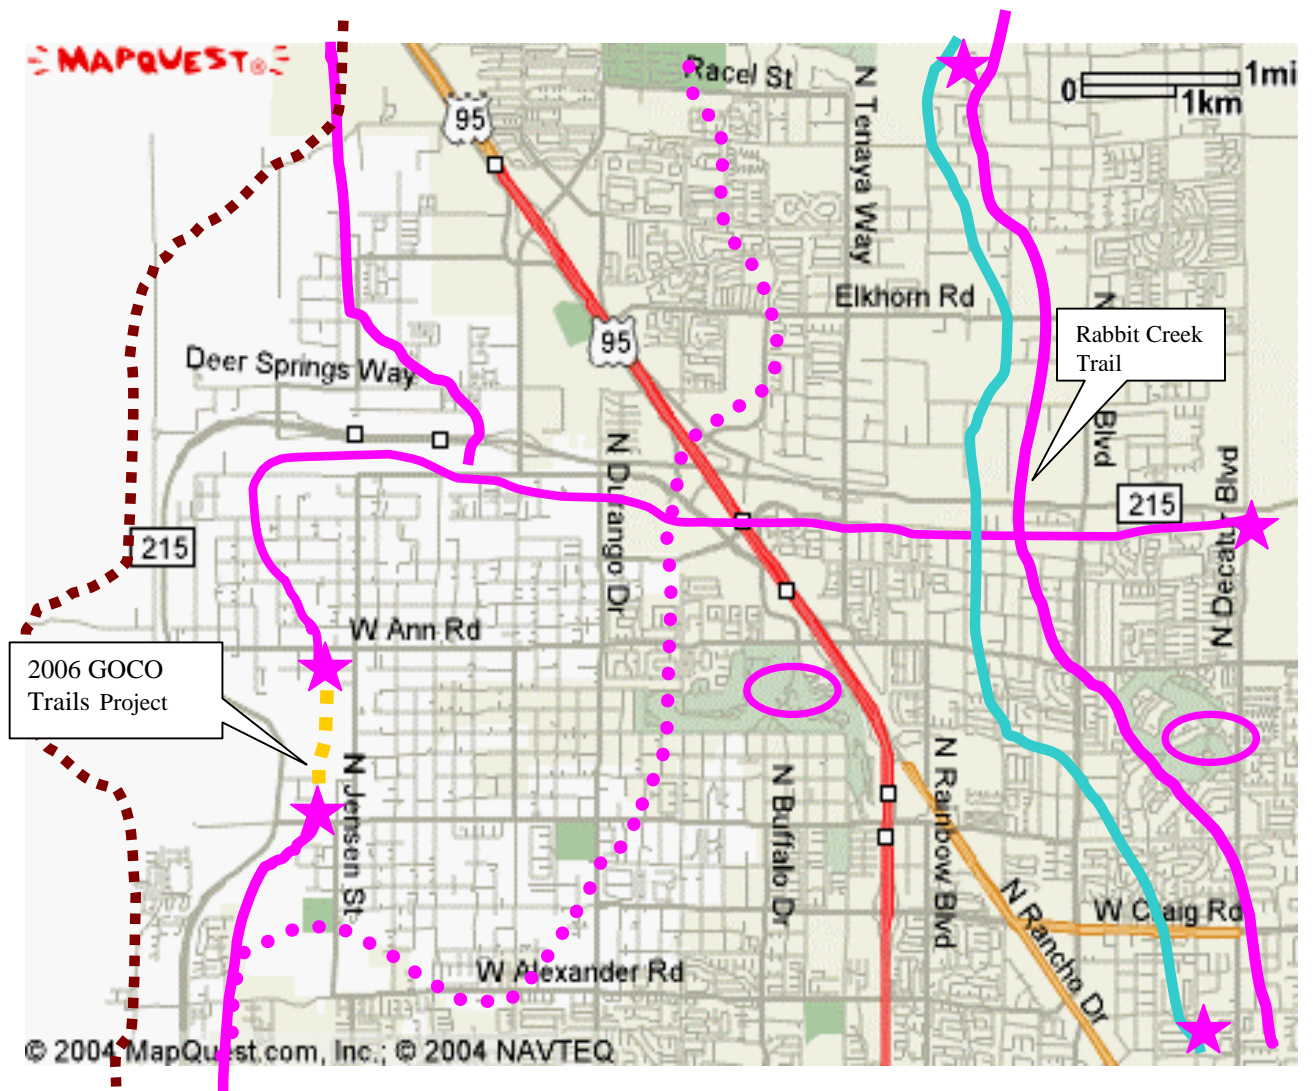 MAPQUEST®
95
Racel St
N Tenaya Way
0
1mi
1km
Elkhorn Rd
N
Blvd
Rabbit Creek
Trail
95
Deer Springs Way
N Durango Dr
215
N Decatur Blvd
215
W Ann Rd
2006 GOCO
Trails Project
N Jensen St
N Buffalo Dr
N Rainbow Blvd
N Rancho Dr
W Craig Rd
W Alexander Rd
© 2004 MapQuest.com, Inc.; © 2004 NAVTEQ